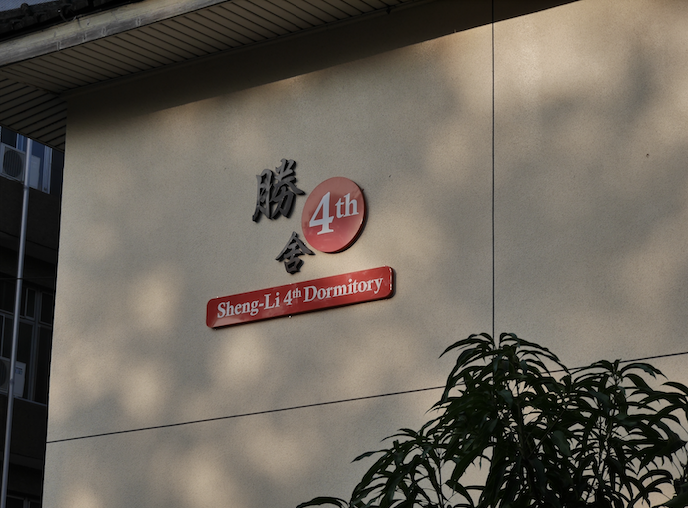 勝
4th
舍
Sheng-Li 4th Dormitory